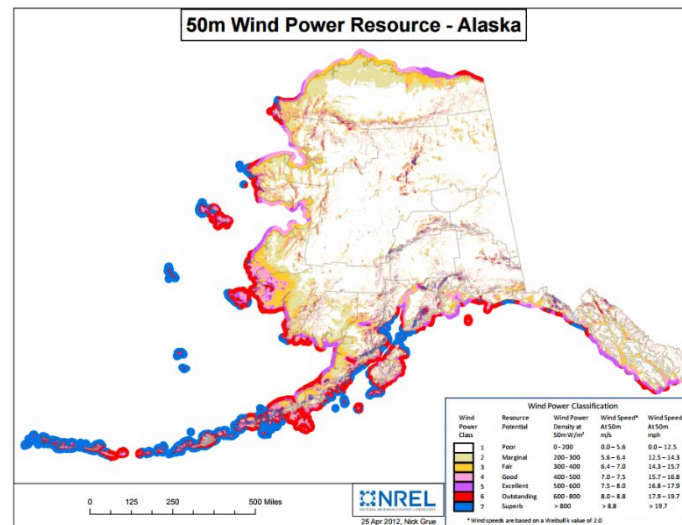 50m Wind Power Resource - Alaska
Wind Power Classification
Wind Power Class Resource Potential Wind Power Density at 50m W/m² Wind Speed* At 50m m/s Wind Speed At 50m mph
1 Poor 0 - 200 0.0 - 5.6 0.0 - 12.5
2 Marginal 200 - 300 5.6 - 6.4 12.5 - 14.3
3 Fair 300 - 400 6.4 - 7.0 14.3 - 15.7
4 Good 400 - 500 7.0 - 7.5 15.7 - 16.8
5 Excellent 500 - 600 7.5 - 8.0 16.8 - 17.9
6 Outstanding 600 - 800 8.0 - 8.8 17.9 - 19.7
7 Superb > 800 > 8.8 > 19.7
* Wind speeds are based on a Weibull k value of 2.0
0 125 250 500 Miles
NREL
NATIONAL RENEWABLE ENERGY LABORATORY
25 Apr 2012, Nick Grue